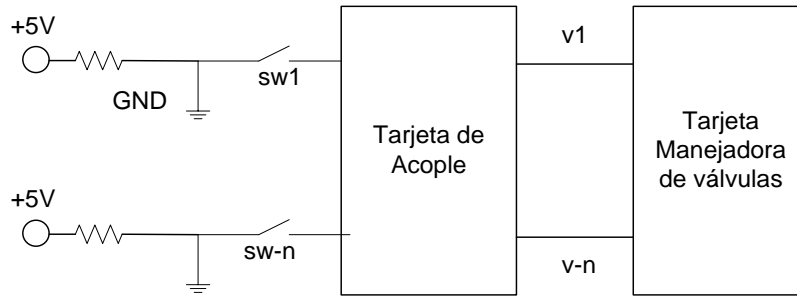 +5V
GND
sw1
Tarjeta de
Acople
v1
Tarjeta
Manejadora
de válvulas
+5V
sw-n
v-n